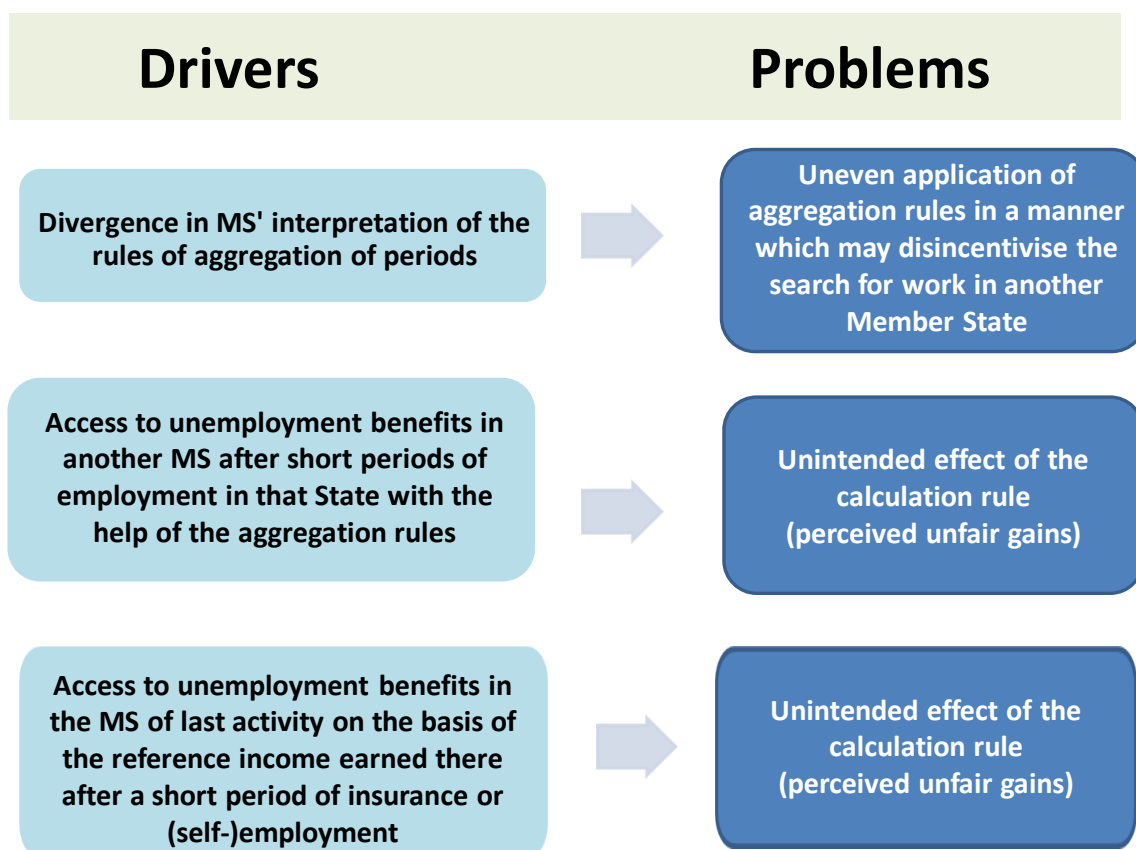 Drivers
Problems
Divergence in MS' interpretation of the
rules of aggregation of periods
Uneven application of
aggregation rules in a manner
which may disincentivise the
search for work in another
Member State
Access to unemployment benefits in
another MS after short periods of
employment in that State with the
help of the aggregation rules
Unintended effect of the
calculation rule
(perceived unfair gains)
Access to unemployment benefits in
the MS of last activity on the basis of
the reference income earned there
after a short period of insurance or
(self-)employment
Unintended effect of the
calculation rule
(perceived unfair gains)